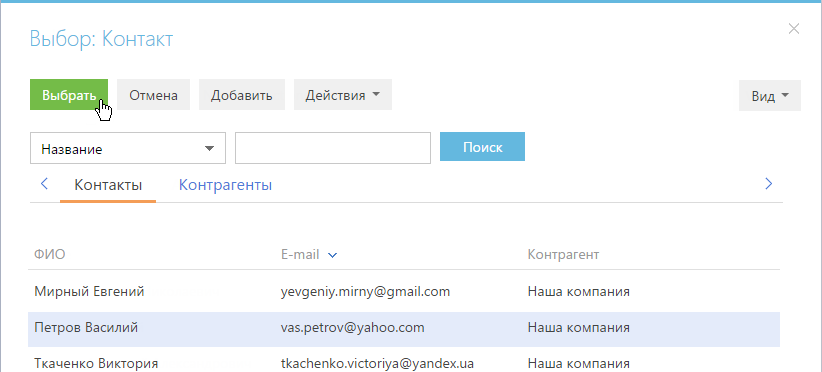 Выбор: Контакт
Выбрать Отмена Добавить Действия Вид
Название Поиск
Контакты Контрагенты
ФИО E-mail Контрагент
Мирный Евгений yevgeniy.mirny@gmail.com Наша компания
Петров Василий vas.petrov@yahoo.com Наша компания
Ткаченко Виктория tkachenko.victoriya@yandex.ua Наша компания